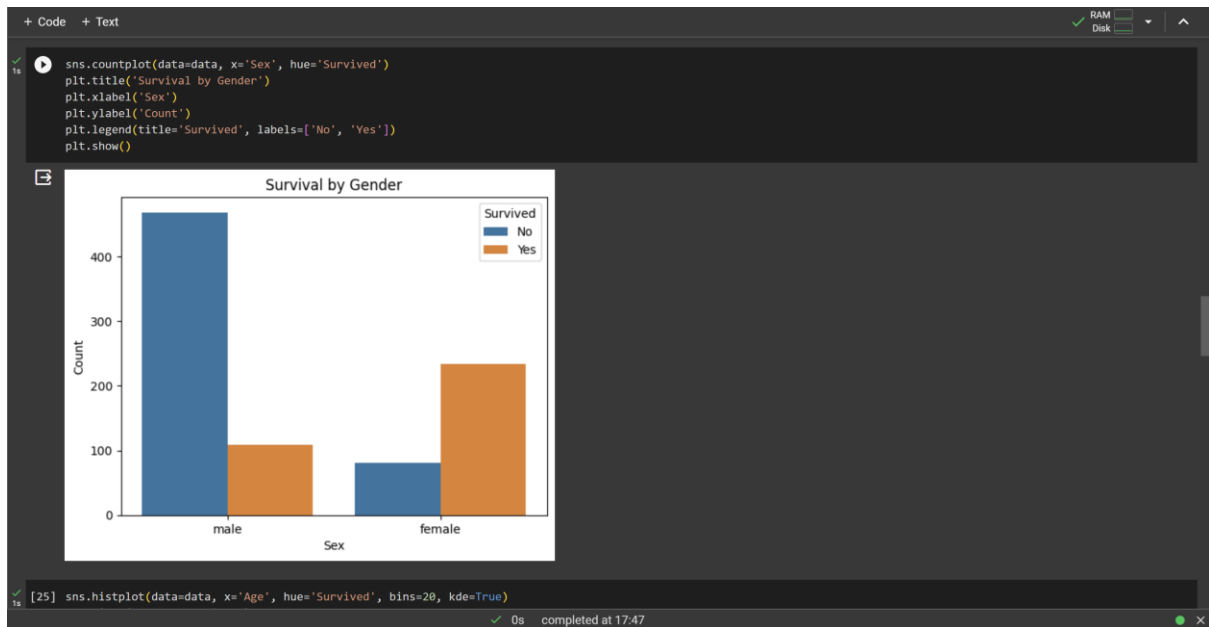 + Code + Text
RAM
Disk
1s
sns.countplot(data=data, x='Sex', hue='Survived')
plt.title('Survival by Gender')
plt.xlabel('Sex')
plt.ylabel('Count')
plt.legend(title='Survived', labels=['No', 'Yes'])
plt.show()
Survival by Gender
Survived
No
Yes
400
300
200
100
0
Count
male female
Sex
1s
[25] sns.histplot(data=data, x='Age', hue='Survived', bins=20, kde=True)
0s completed at 17:47